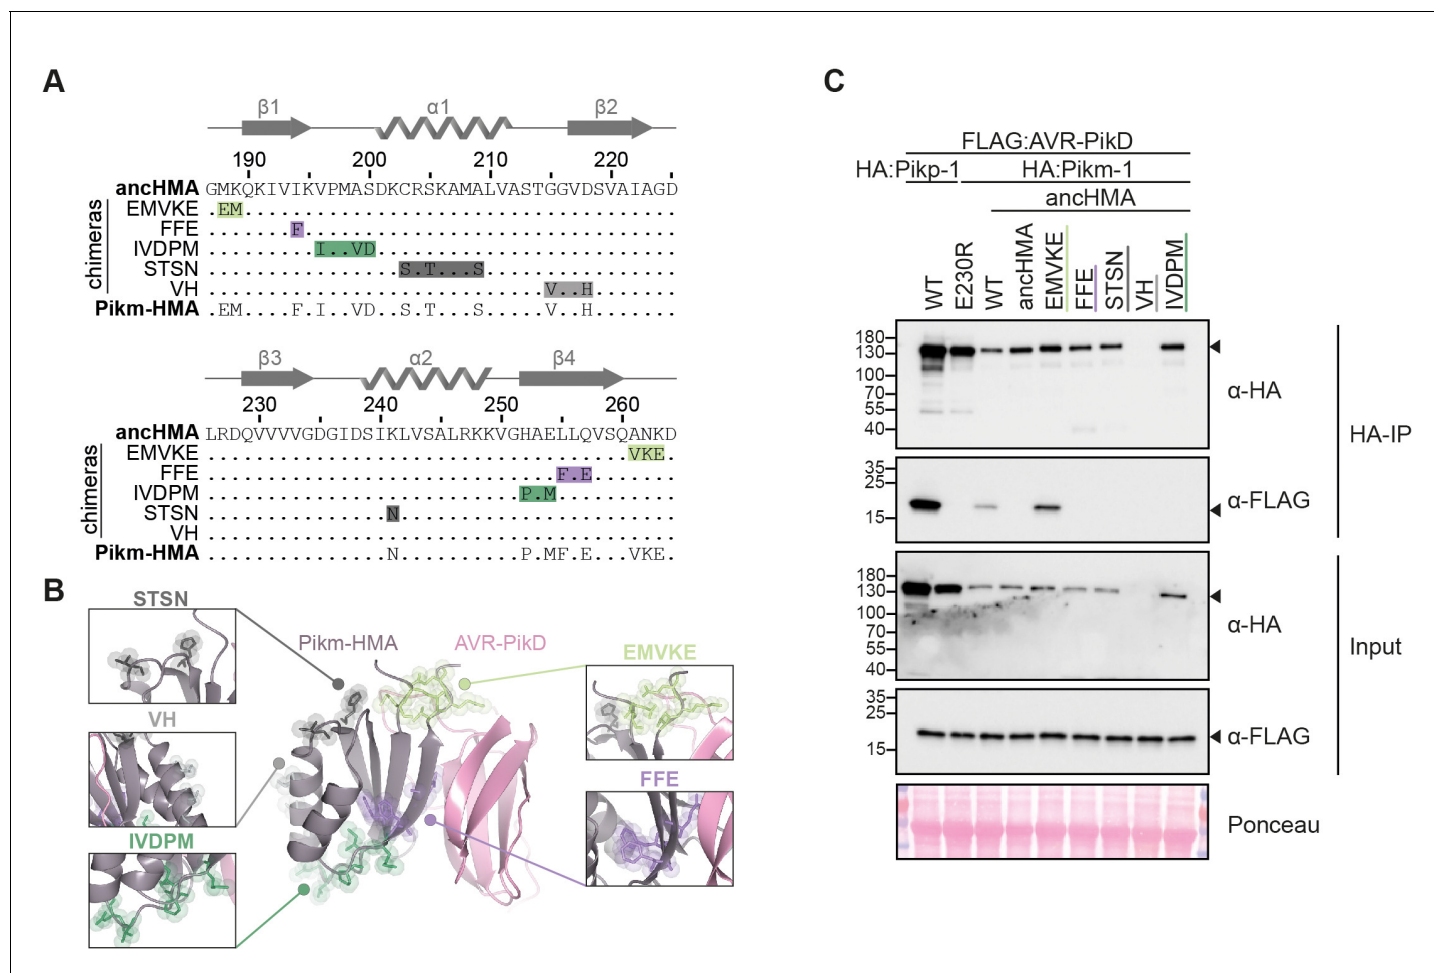 A
β1 α1 β2
190 200 210 220
ancHMA GMKQKIVIKVPMASDKCRSKAMALVASTGGVDSVAIAGD
chimeras
EMVKE .EM....................................
FFE .......F...............................
IVDPM .........I..VD.........................
STSN ................S.T...S................
VH ............................V..H.......
Pikm-HMA .EM....F.I..VD..S.T...S.....V..H.......
β3 α2 β4
230 240 250 260
ancHMA LRDQVVVVGDGIDSIKLVSALRKKVGHAELLQVSQANKD
chimeras
EMVKE ...................................VKE.
FFE .............................F.E.......
IVDPM ..........................P.M..........
STSN ...............N.......................
VH .......................................
Pikm-HMA ...............N..........P.MF.E...VKE.
B
STSN
VH
IVDPM
Pikm-HMA
AVR-PikD
EMVKE
FFE
C
FLAG:AVR-PikD
HA:Pikp-1 HA:Pikm-1
ancHMA
WT
E230R
WT
ancHMA
EMVKE
FFE
STSN
VH
IVDPM
180
130
100
70
55
40
α-HA
35
25
15
α-FLAG
HA-IP
180
130
100
70
55
40
α-HA
35
25
15
α-FLAG
Input
Ponceau